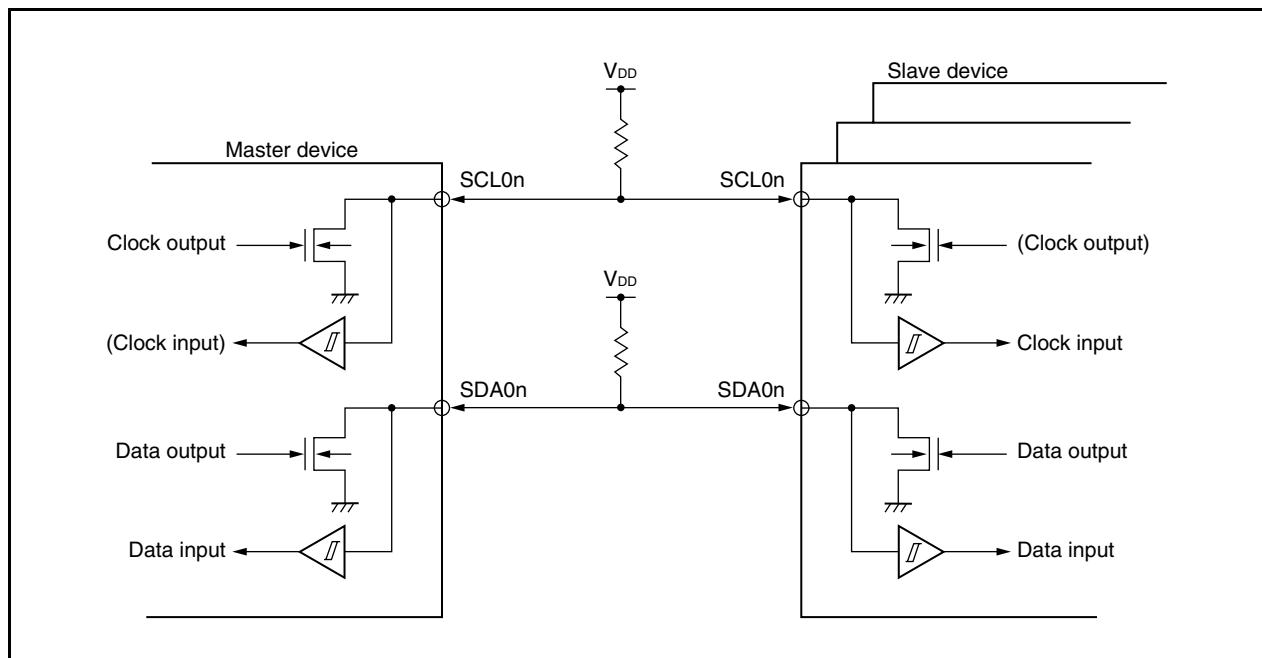 VDD
Slave device
Master device
SCL0n
SCL0n
Clock output
(Clock output)
VDD
(Clock input)
Clock input
SDA0n
SDA0n
Data output
Data output
Data input
Data input